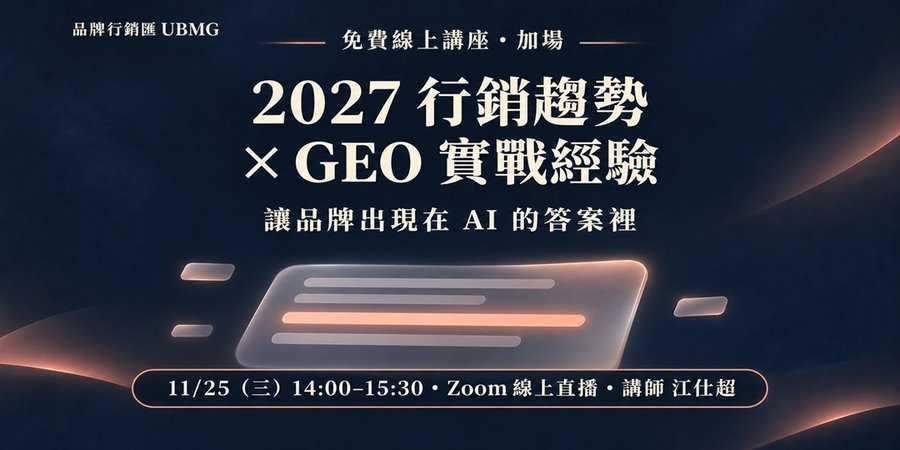 品牌行銷匯 UBMG
免費線上講座・加場
2027 行銷趨勢
× GEO 實戰經驗
讓品牌出現在 AI 的答案裡
11/25（三）14:00–15:30・Zoom 線上直播・講師 江仕超